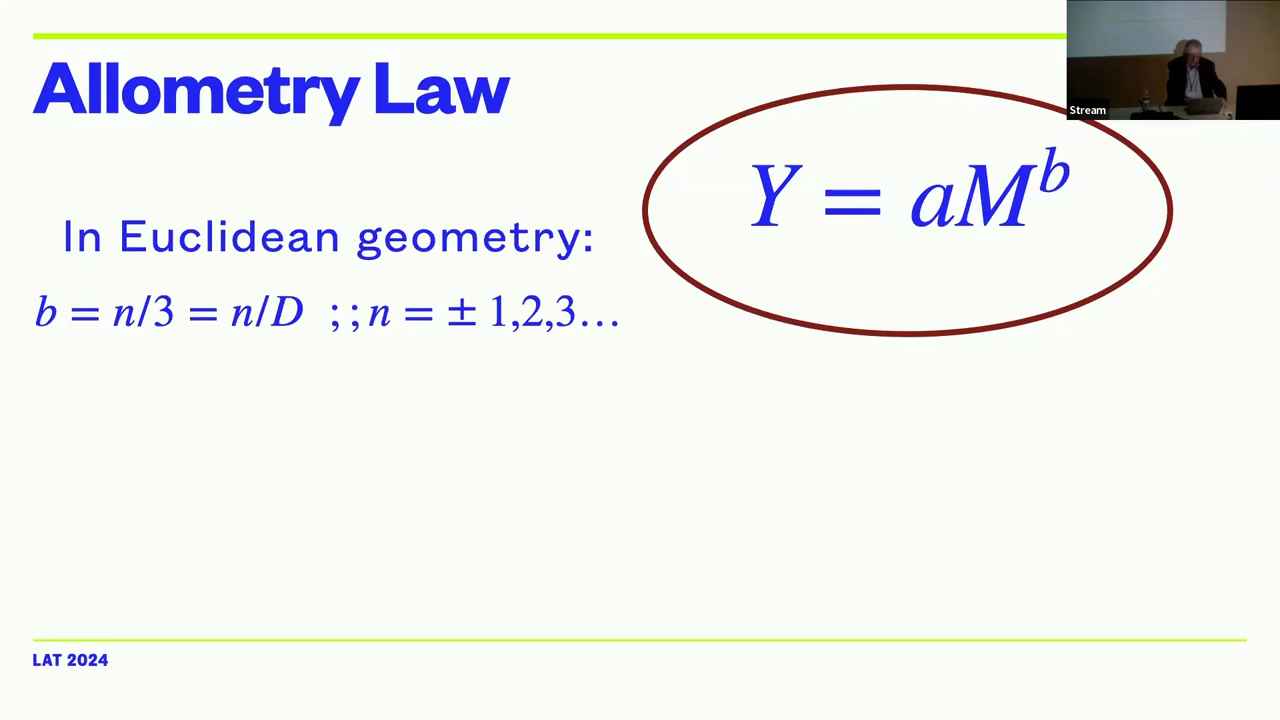 Allometry Law
Stream
Y = aM^b
In Euclidean geometry:
b = n/3 = n/D ; ; n = ± 1,2,3…
LAT 2024